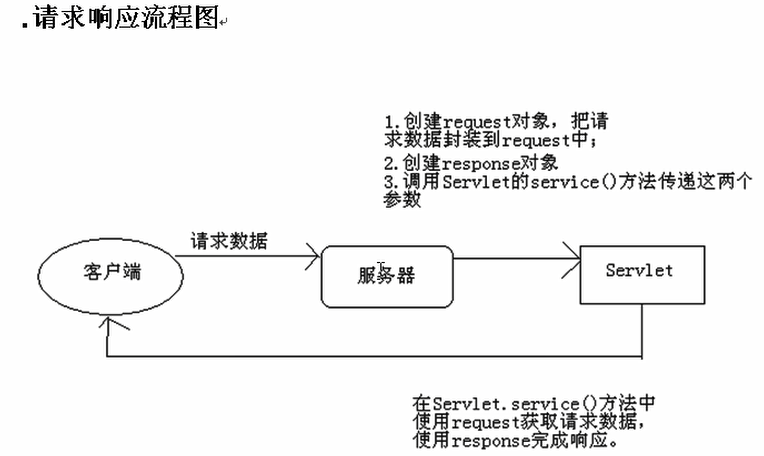 .请求响应流程图
1.创建request对象，把请
求数据封装到request中；
2.创建response对象
3.调用Servlet的service()方法传递这两个
参数
请求数据
客户端
服务器
Servlet
在Servlet.service()方法中
使用request获取请求数据，
使用response完成响应。